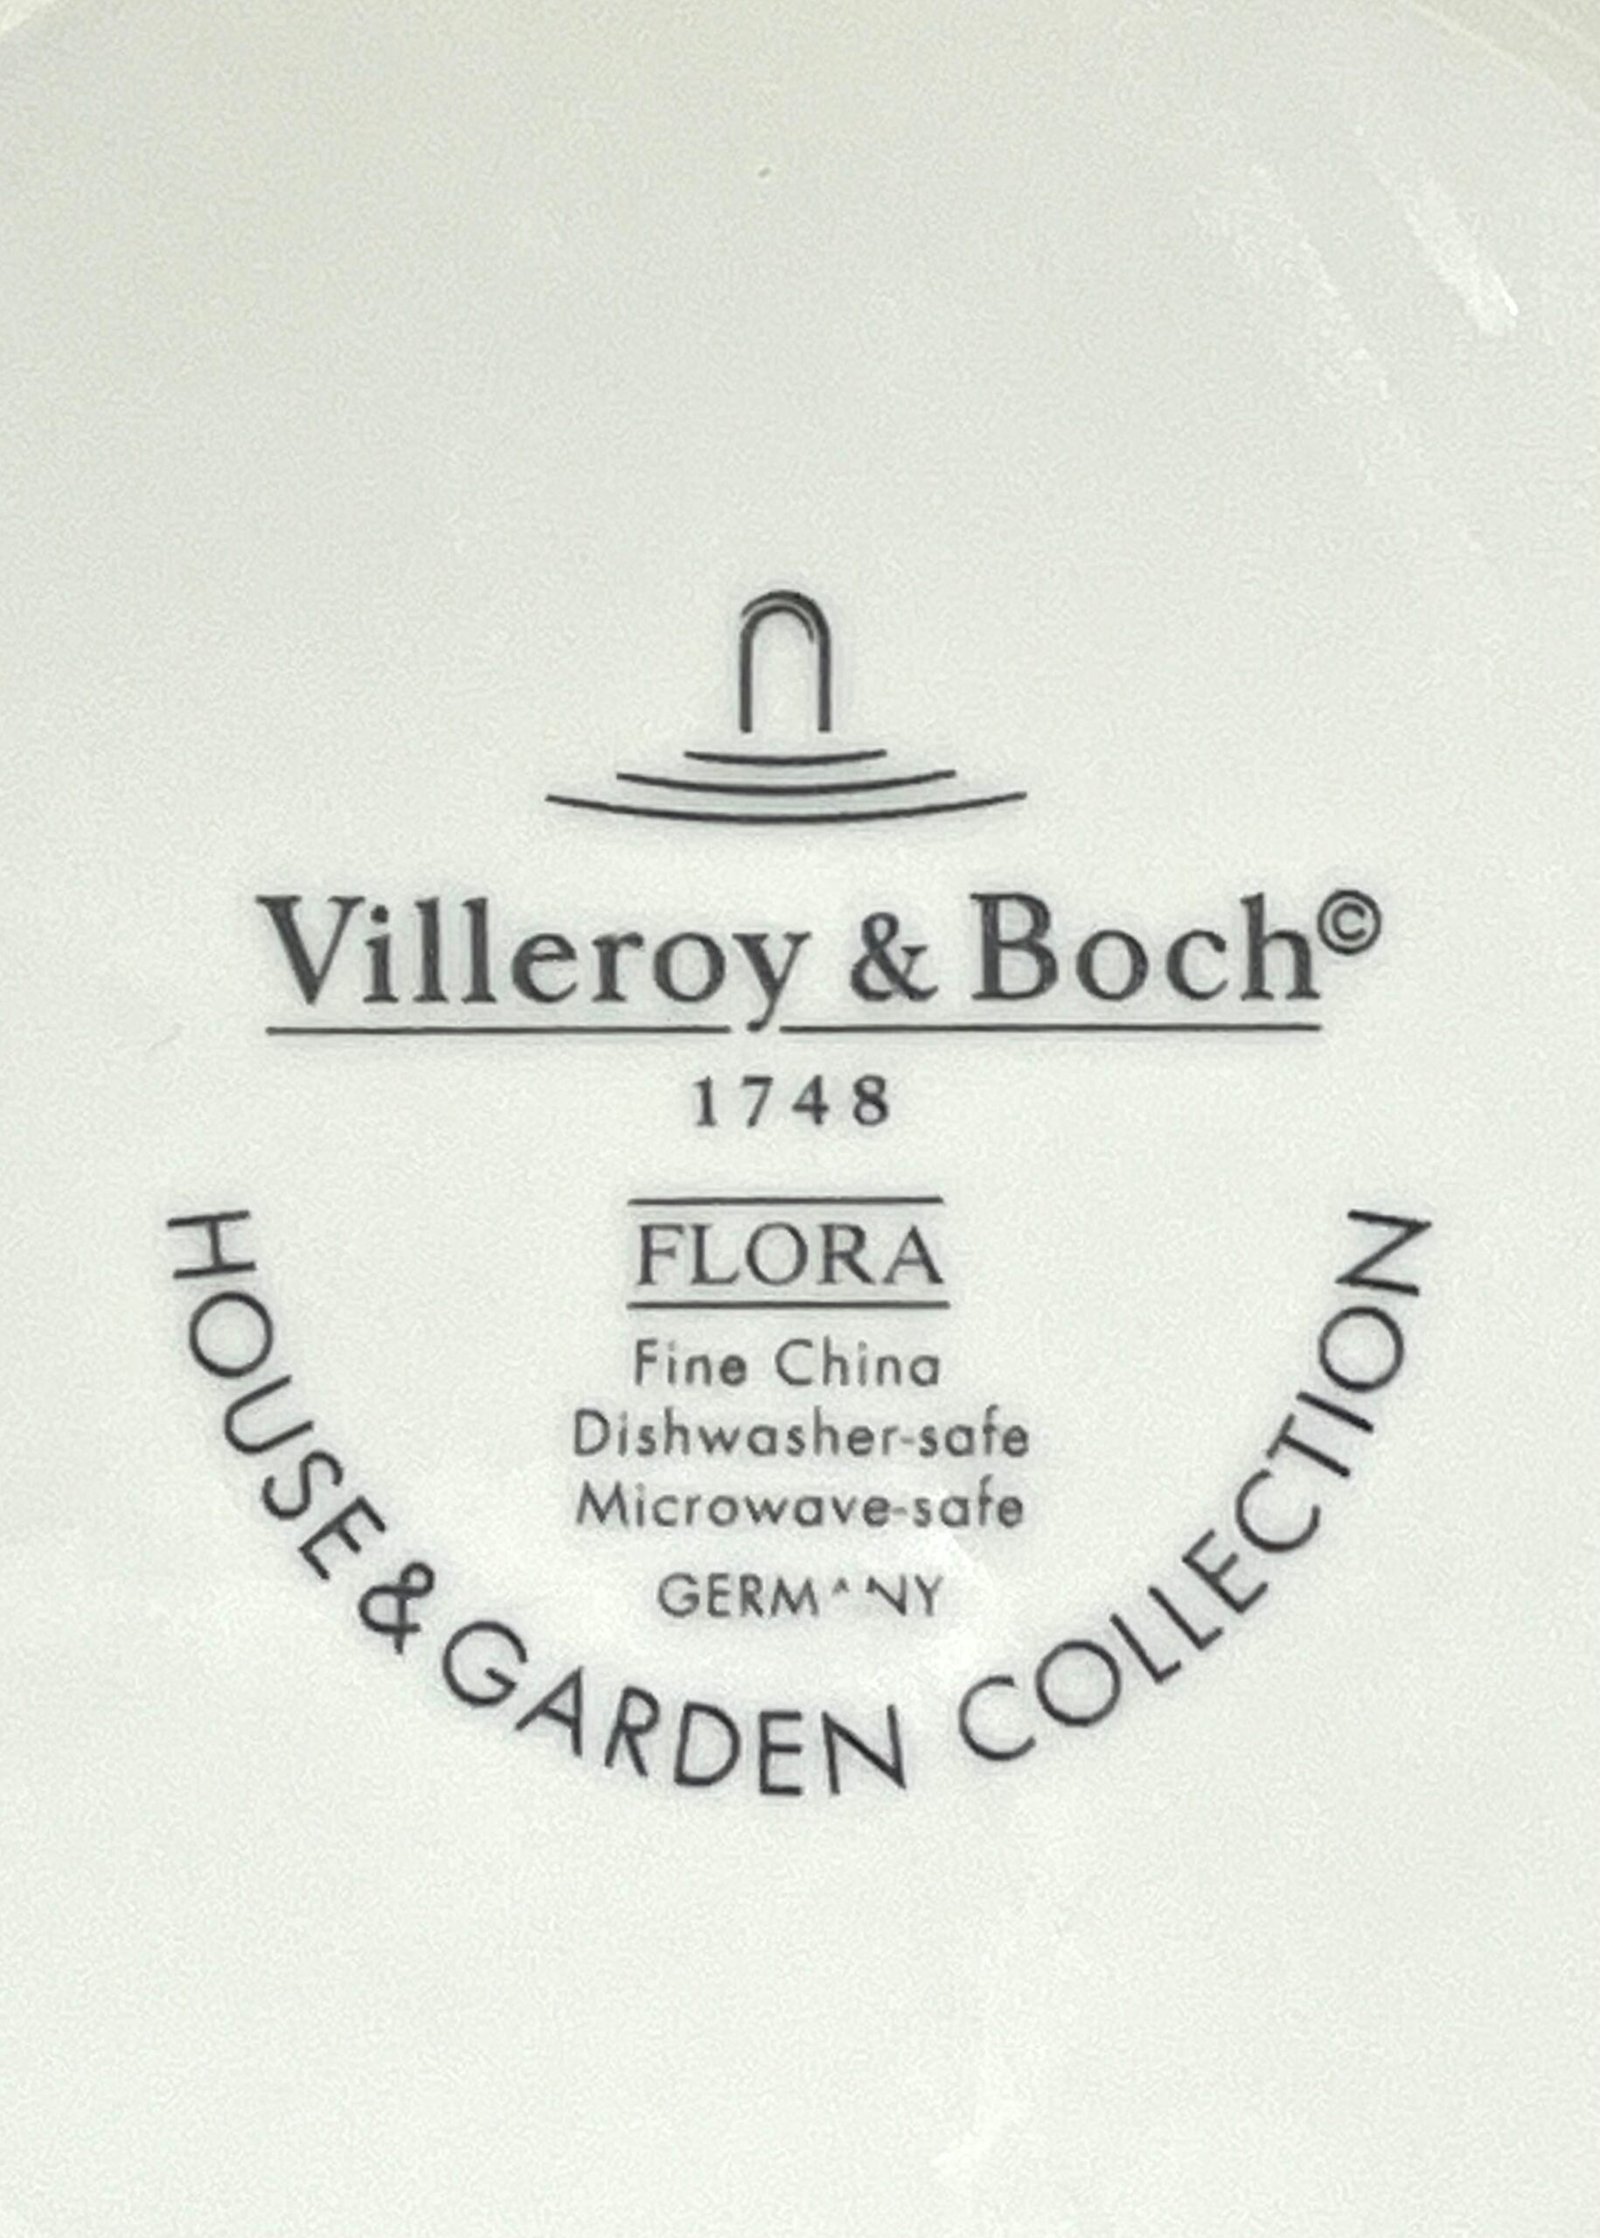 Villeroy & Boch©
1748
FLORA
Fine China
Dishwasher-safe
Microwave-safe
GERMANY
HOUSE & GARDEN COLLECTION